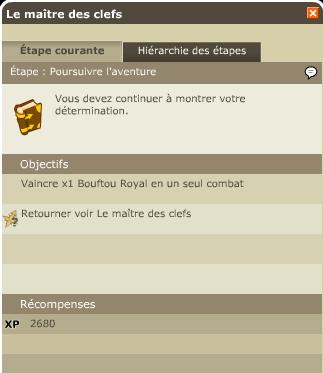 Le maître des clefs
Étape courante
Hiérarchie des étapes
Étape : Poursuivre l'aventure
Vous devez continuer à montrer votre
détermination.
Objectifs
Vaincre x1 Bouftou Royal en un seul combat
Retourner voir Le maître des clefs
Récompenses
XP 2680